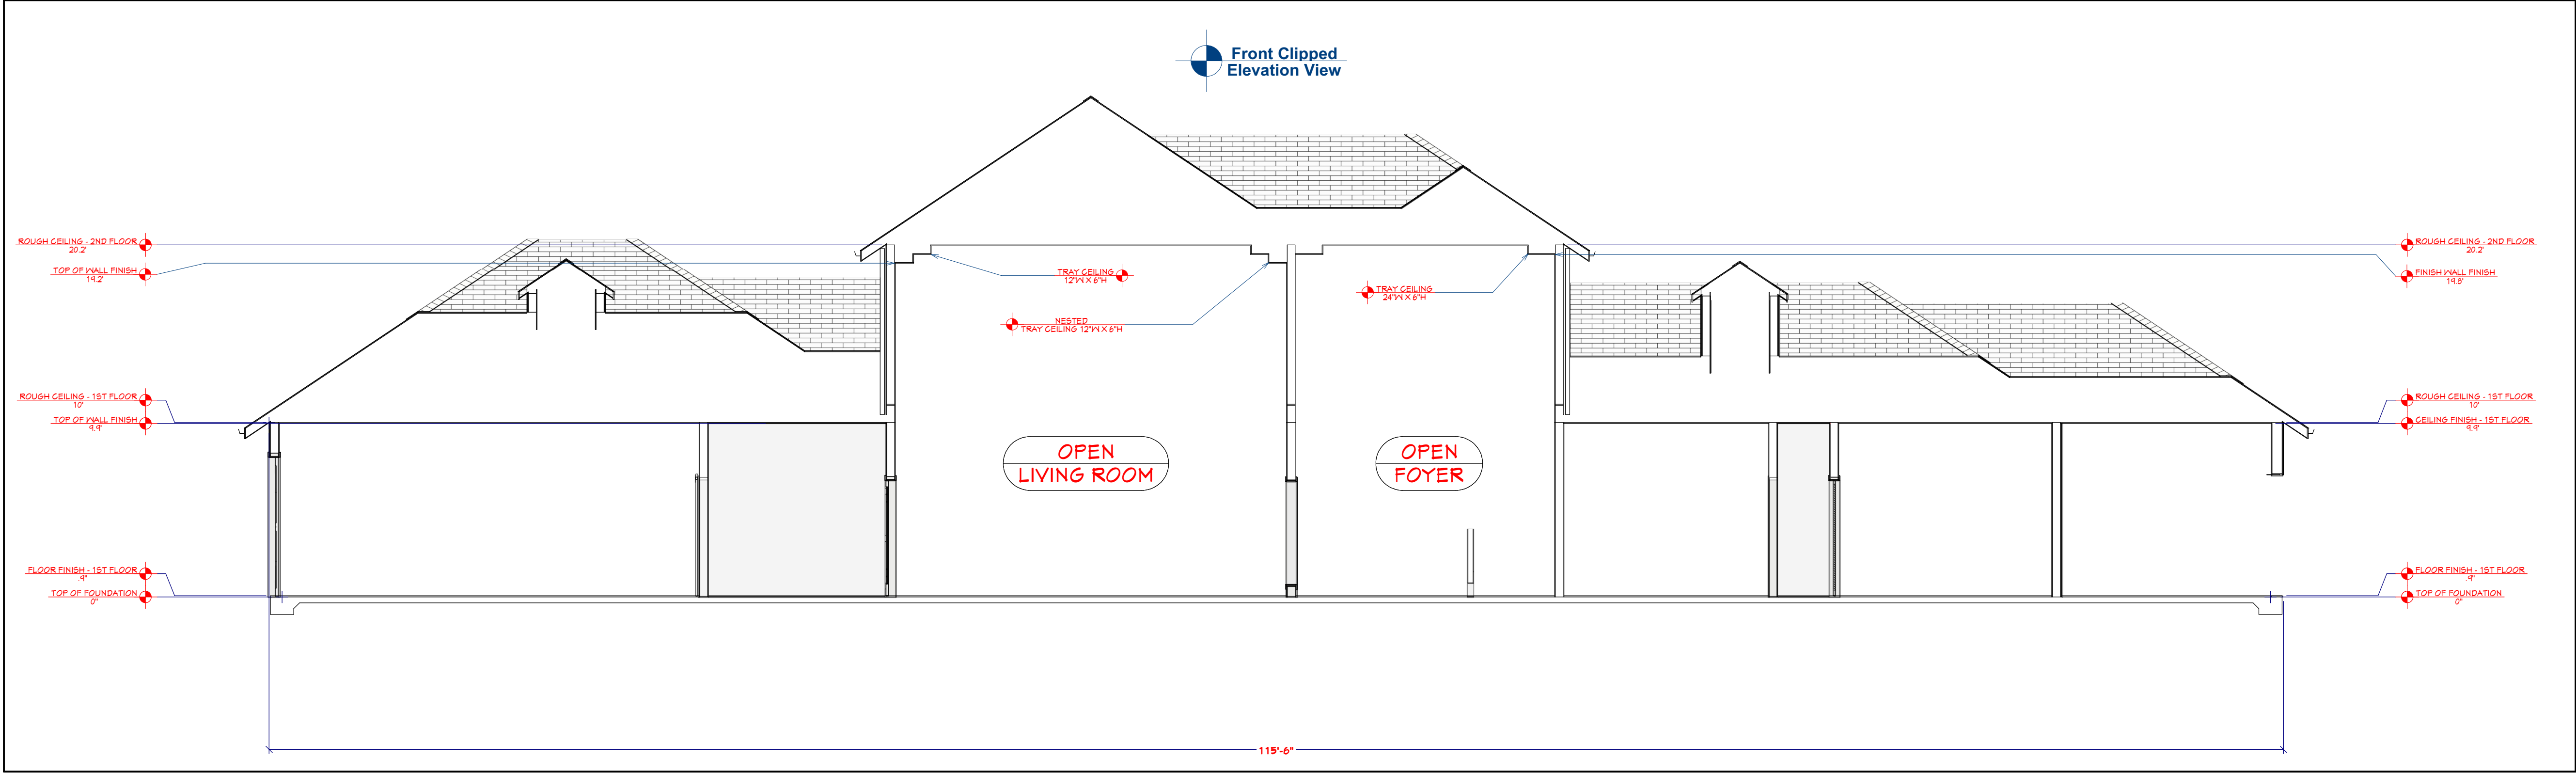 Front Clipped
Elevation View
ROUGH CEILING - 2ND FLOOR
20.2'
TOP OF WALL FINISH
19.2'
TRAY CEILING
12"W X 6"H
NESTED
TRAY CEILING 12"W X 6"H
TRAY CEILING
24"W X 6"H
ROUGH CEILING - 2ND FLOOR
20.2'
FINISH WALL FINISH
19.8'
ROUGH CEILING - 1ST FLOOR
10'
TOP OF WALL FINISH
9.9'
OPEN
LIVING ROOM
OPEN
FOYER
ROUGH CEILING - 1ST FLOOR
10'
CEILING FINISH - 1ST FLOOR
9.9'
FLOOR FINISH - 1ST FLOOR
.9"
TOP OF FOUNDATION
0"
FLOOR FINISH - 1ST FLOOR
.9"
TOP OF FOUNDATION
0"
115'-6"